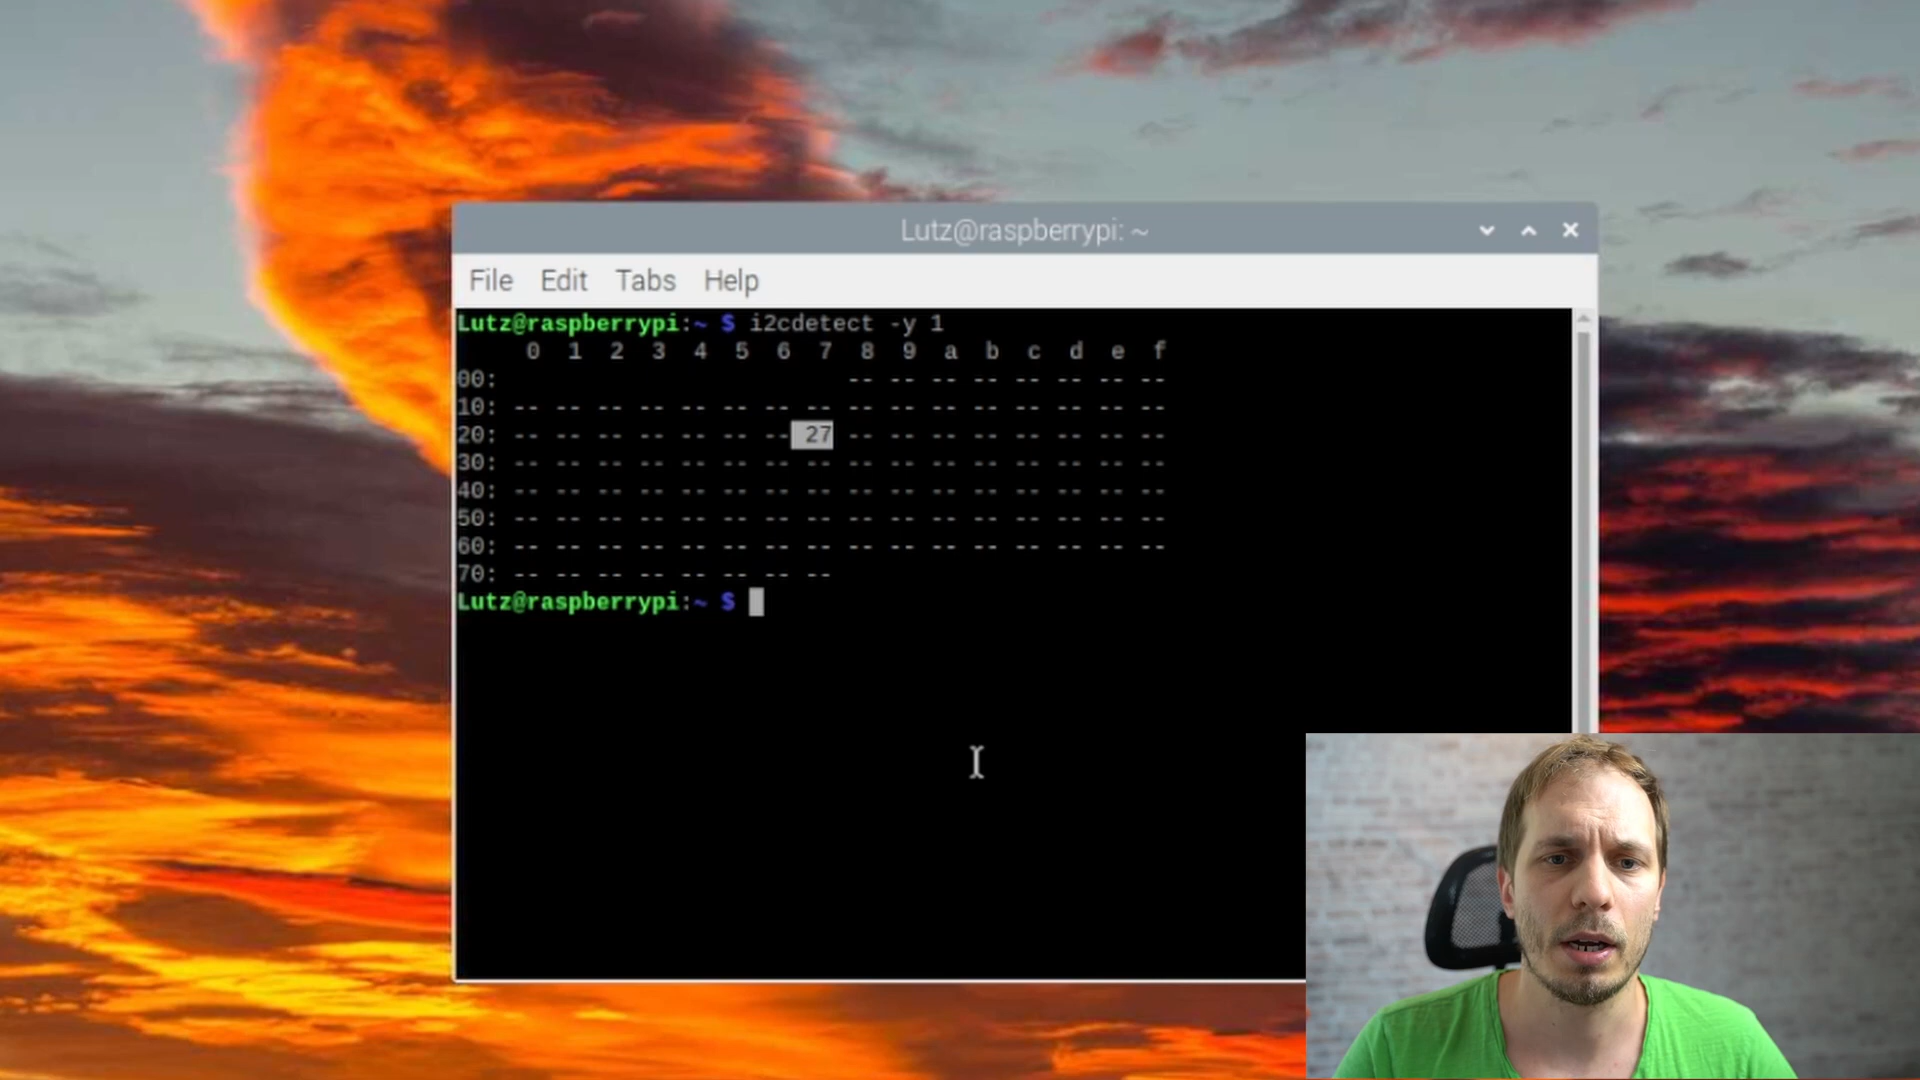 Lutz@raspberrypi: ~
File Edit Tabs Help
Lutz@raspberrypi:~ $ i2cdetect -y 1
     0  1  2  3  4  5  6  7  8  9  a  b  c  d  e  f
00:                         -- -- -- -- -- -- -- --
10: -- -- -- -- -- -- -- -- -- -- -- -- -- -- -- --
20: -- -- -- -- -- -- -- 27 -- -- -- -- -- -- -- --
30: -- -- -- -- -- -- -- -- -- -- -- -- -- -- -- --
40: -- -- -- -- -- -- -- -- -- -- -- -- -- -- -- --
50: -- -- -- -- -- -- -- -- -- -- -- -- -- -- -- --
60: -- -- -- -- -- -- -- -- -- -- -- -- -- -- -- --
70: -- -- -- -- -- -- -- --
Lutz@raspberrypi:~ $